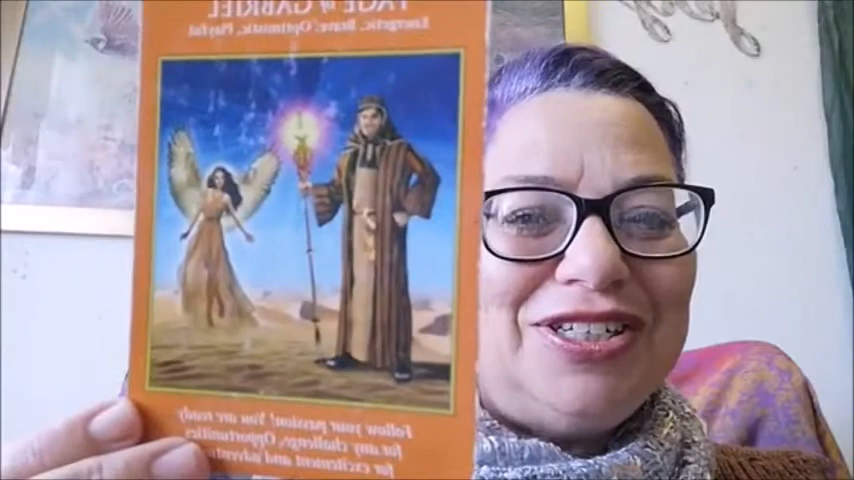 PAGE of GABRIEL
Energetic, Brave, Optimistic,
Playful
Follow your passion! You are ready
for any challenge. Opportunities
for excitement and